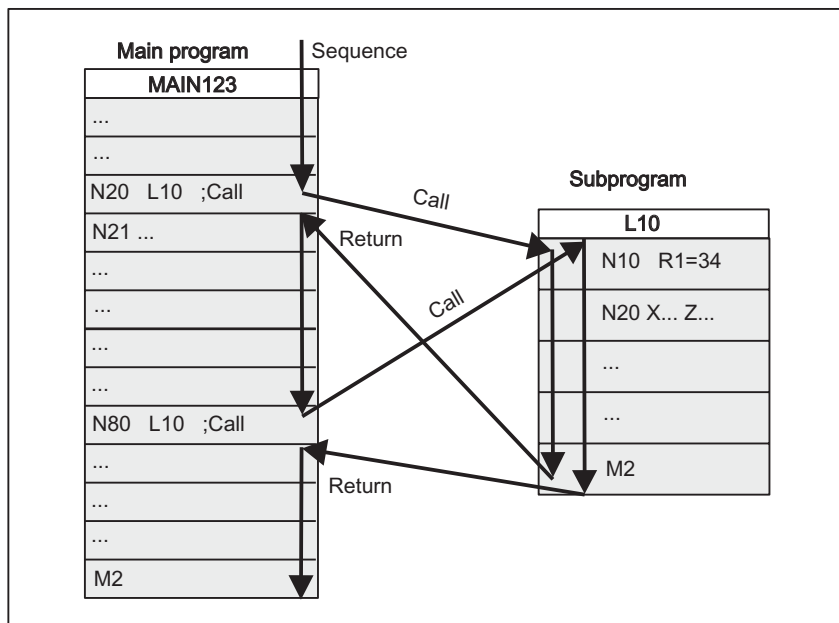 Main program
Sequence
MAIN123
...
...
N20 L10 ;Call
N21 ...
...
...
...
...
N80 L10 ;Call
...
...
...
M2
Call
Return
Call
Return
Subprogram
L10
N10 R1=34
N20 X... Z...
...
...
M2